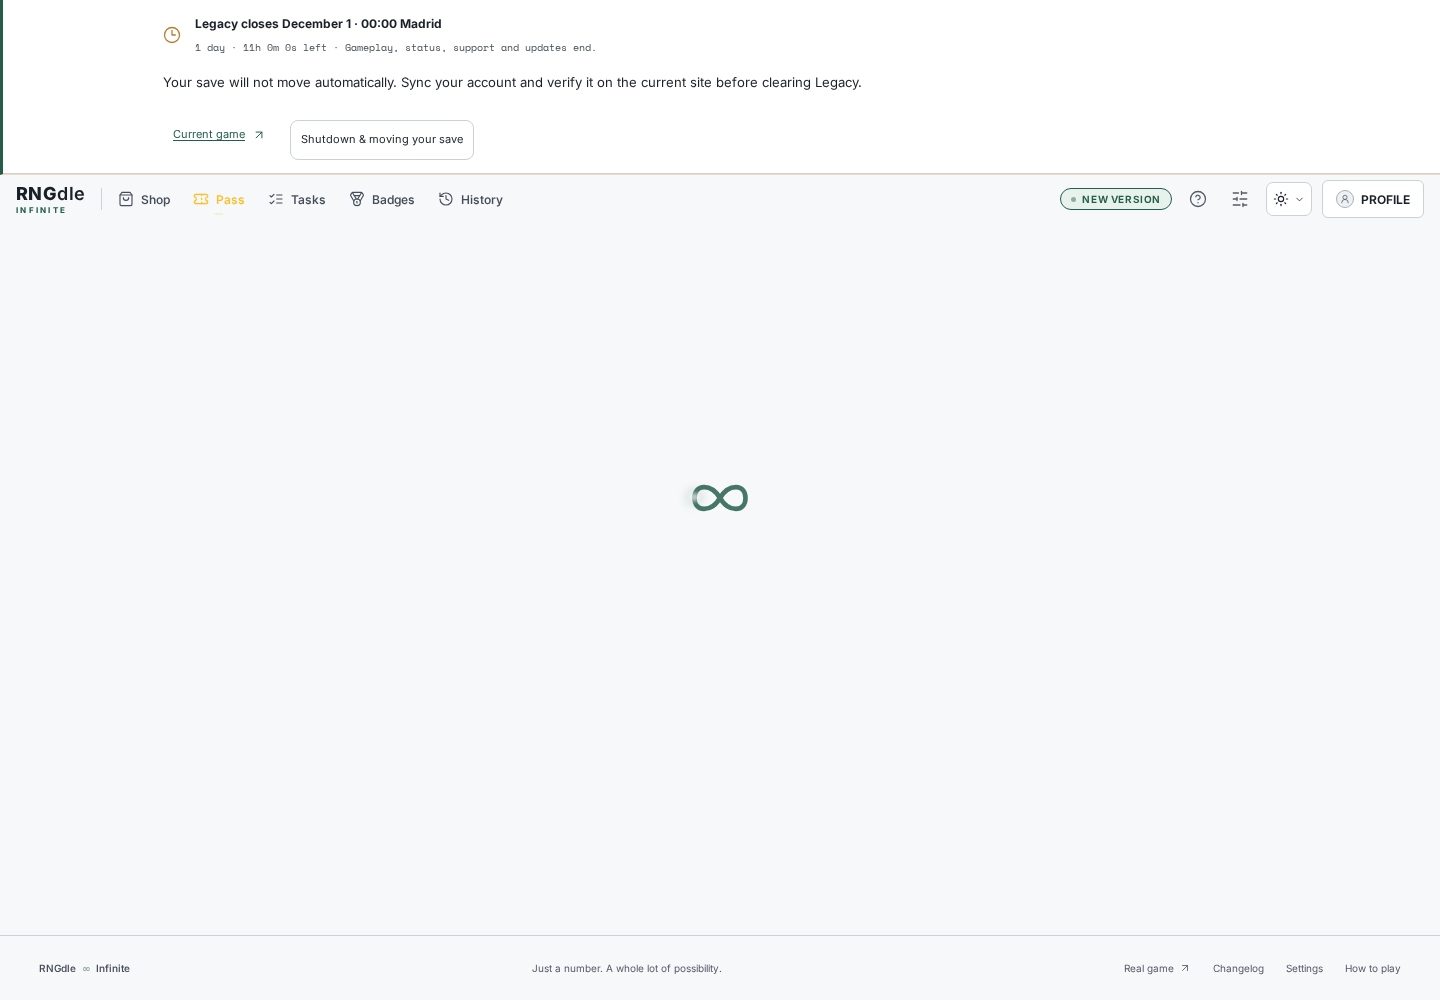 Legacy closes December 1 · 00:00 Madrid
1 day · 11h 0m 0s left · Gameplay, status, support and updates end.
Your save will not move automatically. Sync your account and verify it on the current site before clearing Legacy.
Current game
Shutdown & moving your save
RNGdle
INFINITE
Shop
Pass
Tasks
Badges
History
NEW VERSION
PROFILE
RNGdle ∞ Infinite
Just a number. A whole lot of possibility.
Real game
Changelog
Settings
How to play